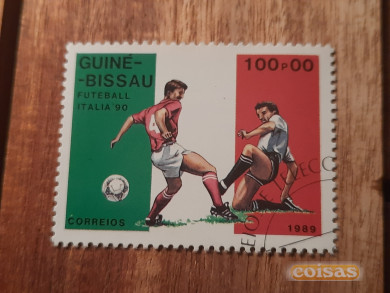 GUINÉ-
-BISSAU
FUTEBALL
ITALIA'90
100P00
CORREIOS
1989
coisas